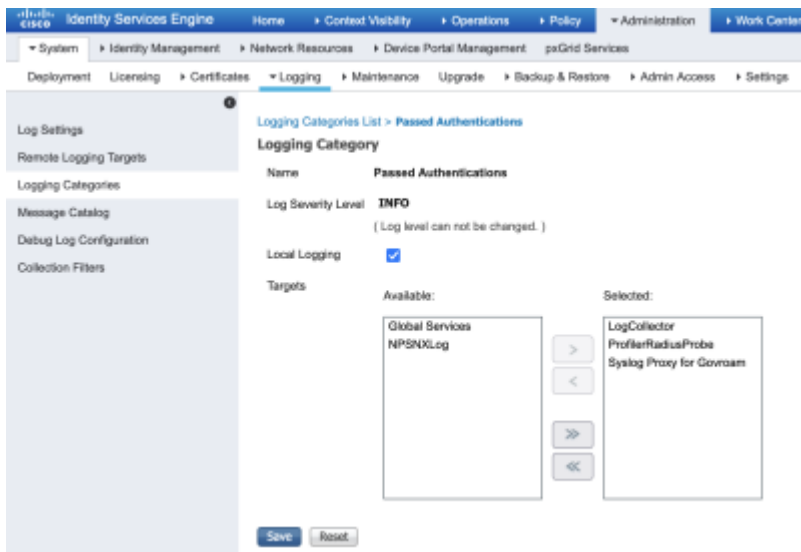 CISCO Identity Services Engine Home Context Visibility Operations Policy Administration Work Center
System Identity Management Network Resources Device Portal Management pxGrid Services
Deployment Licensing Certificates Logging Maintenance Upgrade Backup & Restore Admin Access Settings
Log Settings
Remote Logging Targets
Logging Categories
Message Catalog
Debug Log Configuration
Collection Filters
Logging Categories List > Passed Authentications
Logging Category
Name Passed Authentications
Log Severity Level INFO
( Log level can not be changed. )
Local Logging
Targets
Available: Selected:
Global Services LogCollector
NPSNXLog ProfilerRadiusProbe
Syslog Proxy for Govroam
>
<
>>
<<
Save Reset